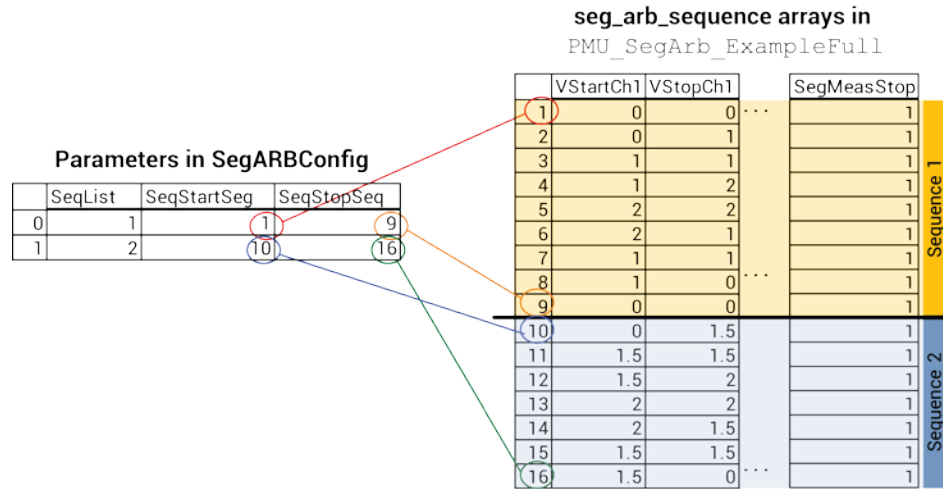 seg_arb_sequence arrays in
PMU_SegArb_ExampleFull
Parameters in SegARBConfig
SeqList SeqStartSeg SeqStopSeq
0 1 1 9
1 2 10 16
VStartCh1 VStopCh1 SegMeasStop
1 0 0 ... 1
2 0 1 1
3 1 1 1
4 1 2 1
5 2 2 1
6 2 1 1
7 1 1 1
8 1 0 ... 1
9 0 0 1
10 0 1.5 1
11 1.5 1.5 1
12 1.5 2 1
13 2 2 1
14 2 1.5 1
15 1.5 1.5 1
16 1.5 0 ... 1
Sequence 1
Sequence 2